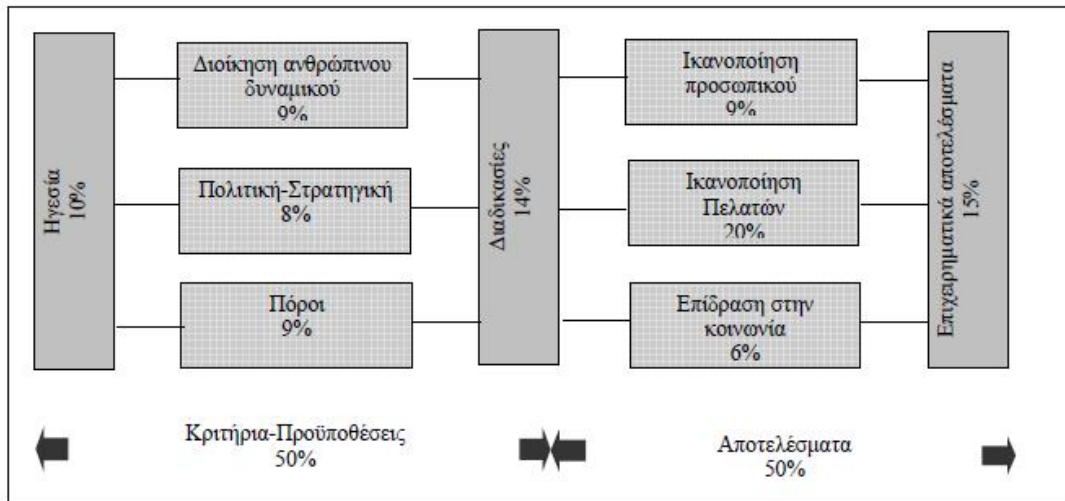 Ηγεσία
10%
Διοίκηση ανθρώπινου
δυναμικού
9%
Πολιτική-Στρατηγική
8%
Πόροι
9%
Διαδικασίες
14%
Ικανοποίηση
προσωπικού
9%
Ικανοποίηση
Πελατών
20%
Επίδραση στην
κοινωνία
6%
Επιχειρηματικά αποτελέσματα
15%
Κριτήρια-Προϋποθέσεις
50%
Αποτελέσματα
50%